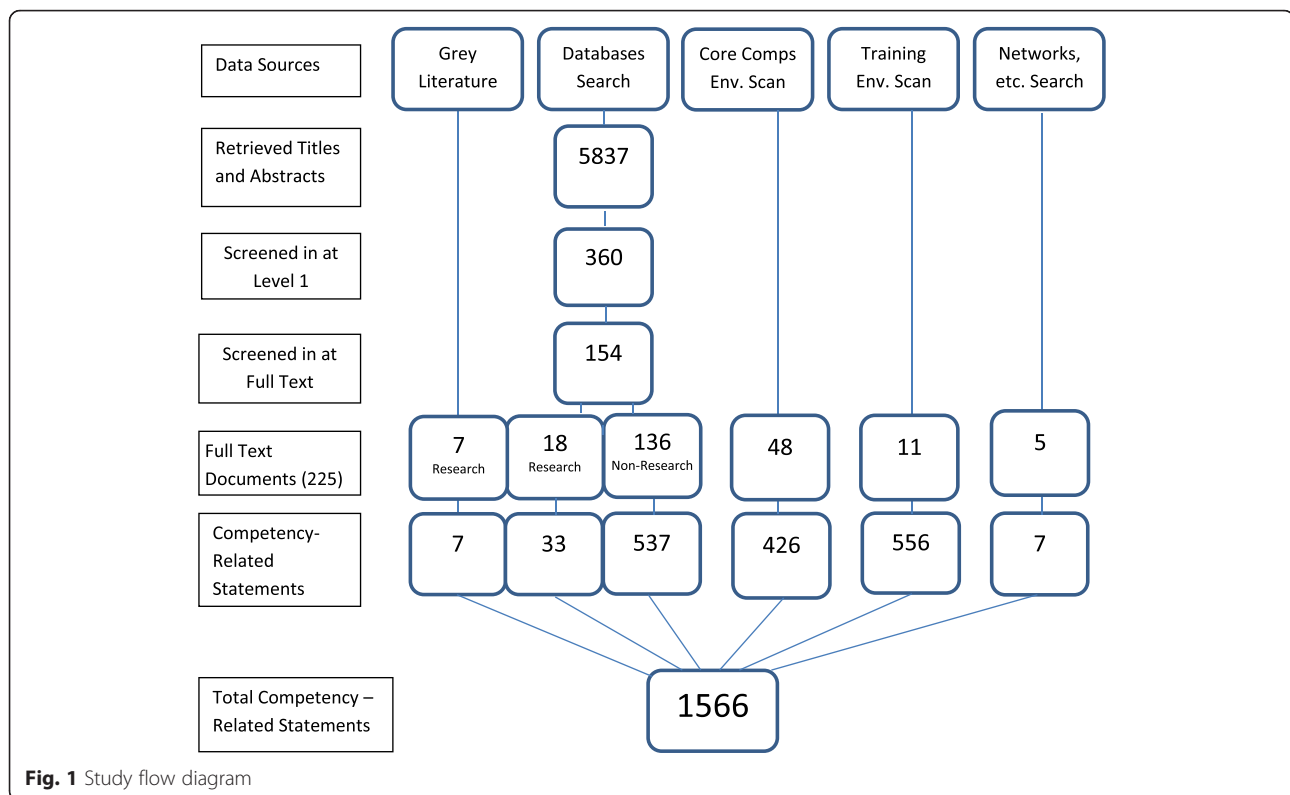 Data Sources
Grey
Literature
Databases
Search
Core Comps
Env. Scan
Training
Env. Scan
Networks,
etc. Search
Retrieved Titles
and Abstracts
5837
Screened in at
Level 1
360
Screened in at
Full Text
154
Full Text
Documents (225)
7
Research
18
Research
136
Non-Research
48
11
5
Competency-
Related
Statements
7
33
537
426
556
7
Total Competency –
Related Statements
1566
Fig. 1 Study flow diagram